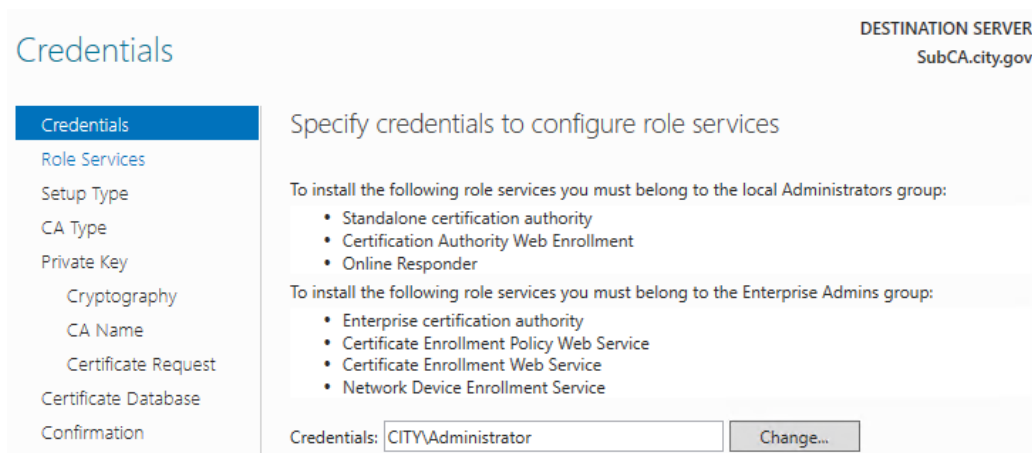 Credentials
DESTINATION SERVER
SubCA.city.gov
Credentials
Role Services
Setup Type
CA Type
Private Key
Cryptography
CA Name
Certificate Request
Certificate Database
Confirmation
Specify credentials to configure role services
To install the following role services you must belong to the local Administrators group:
• Standalone certification authority
• Certification Authority Web Enrollment
• Online Responder
To install the following role services you must belong to the Enterprise Admins group:
• Enterprise certification authority
• Certificate Enrollment Policy Web Service
• Certificate Enrollment Web Service
• Network Device Enrollment Service
Credentials: CITY\Administrator Change...